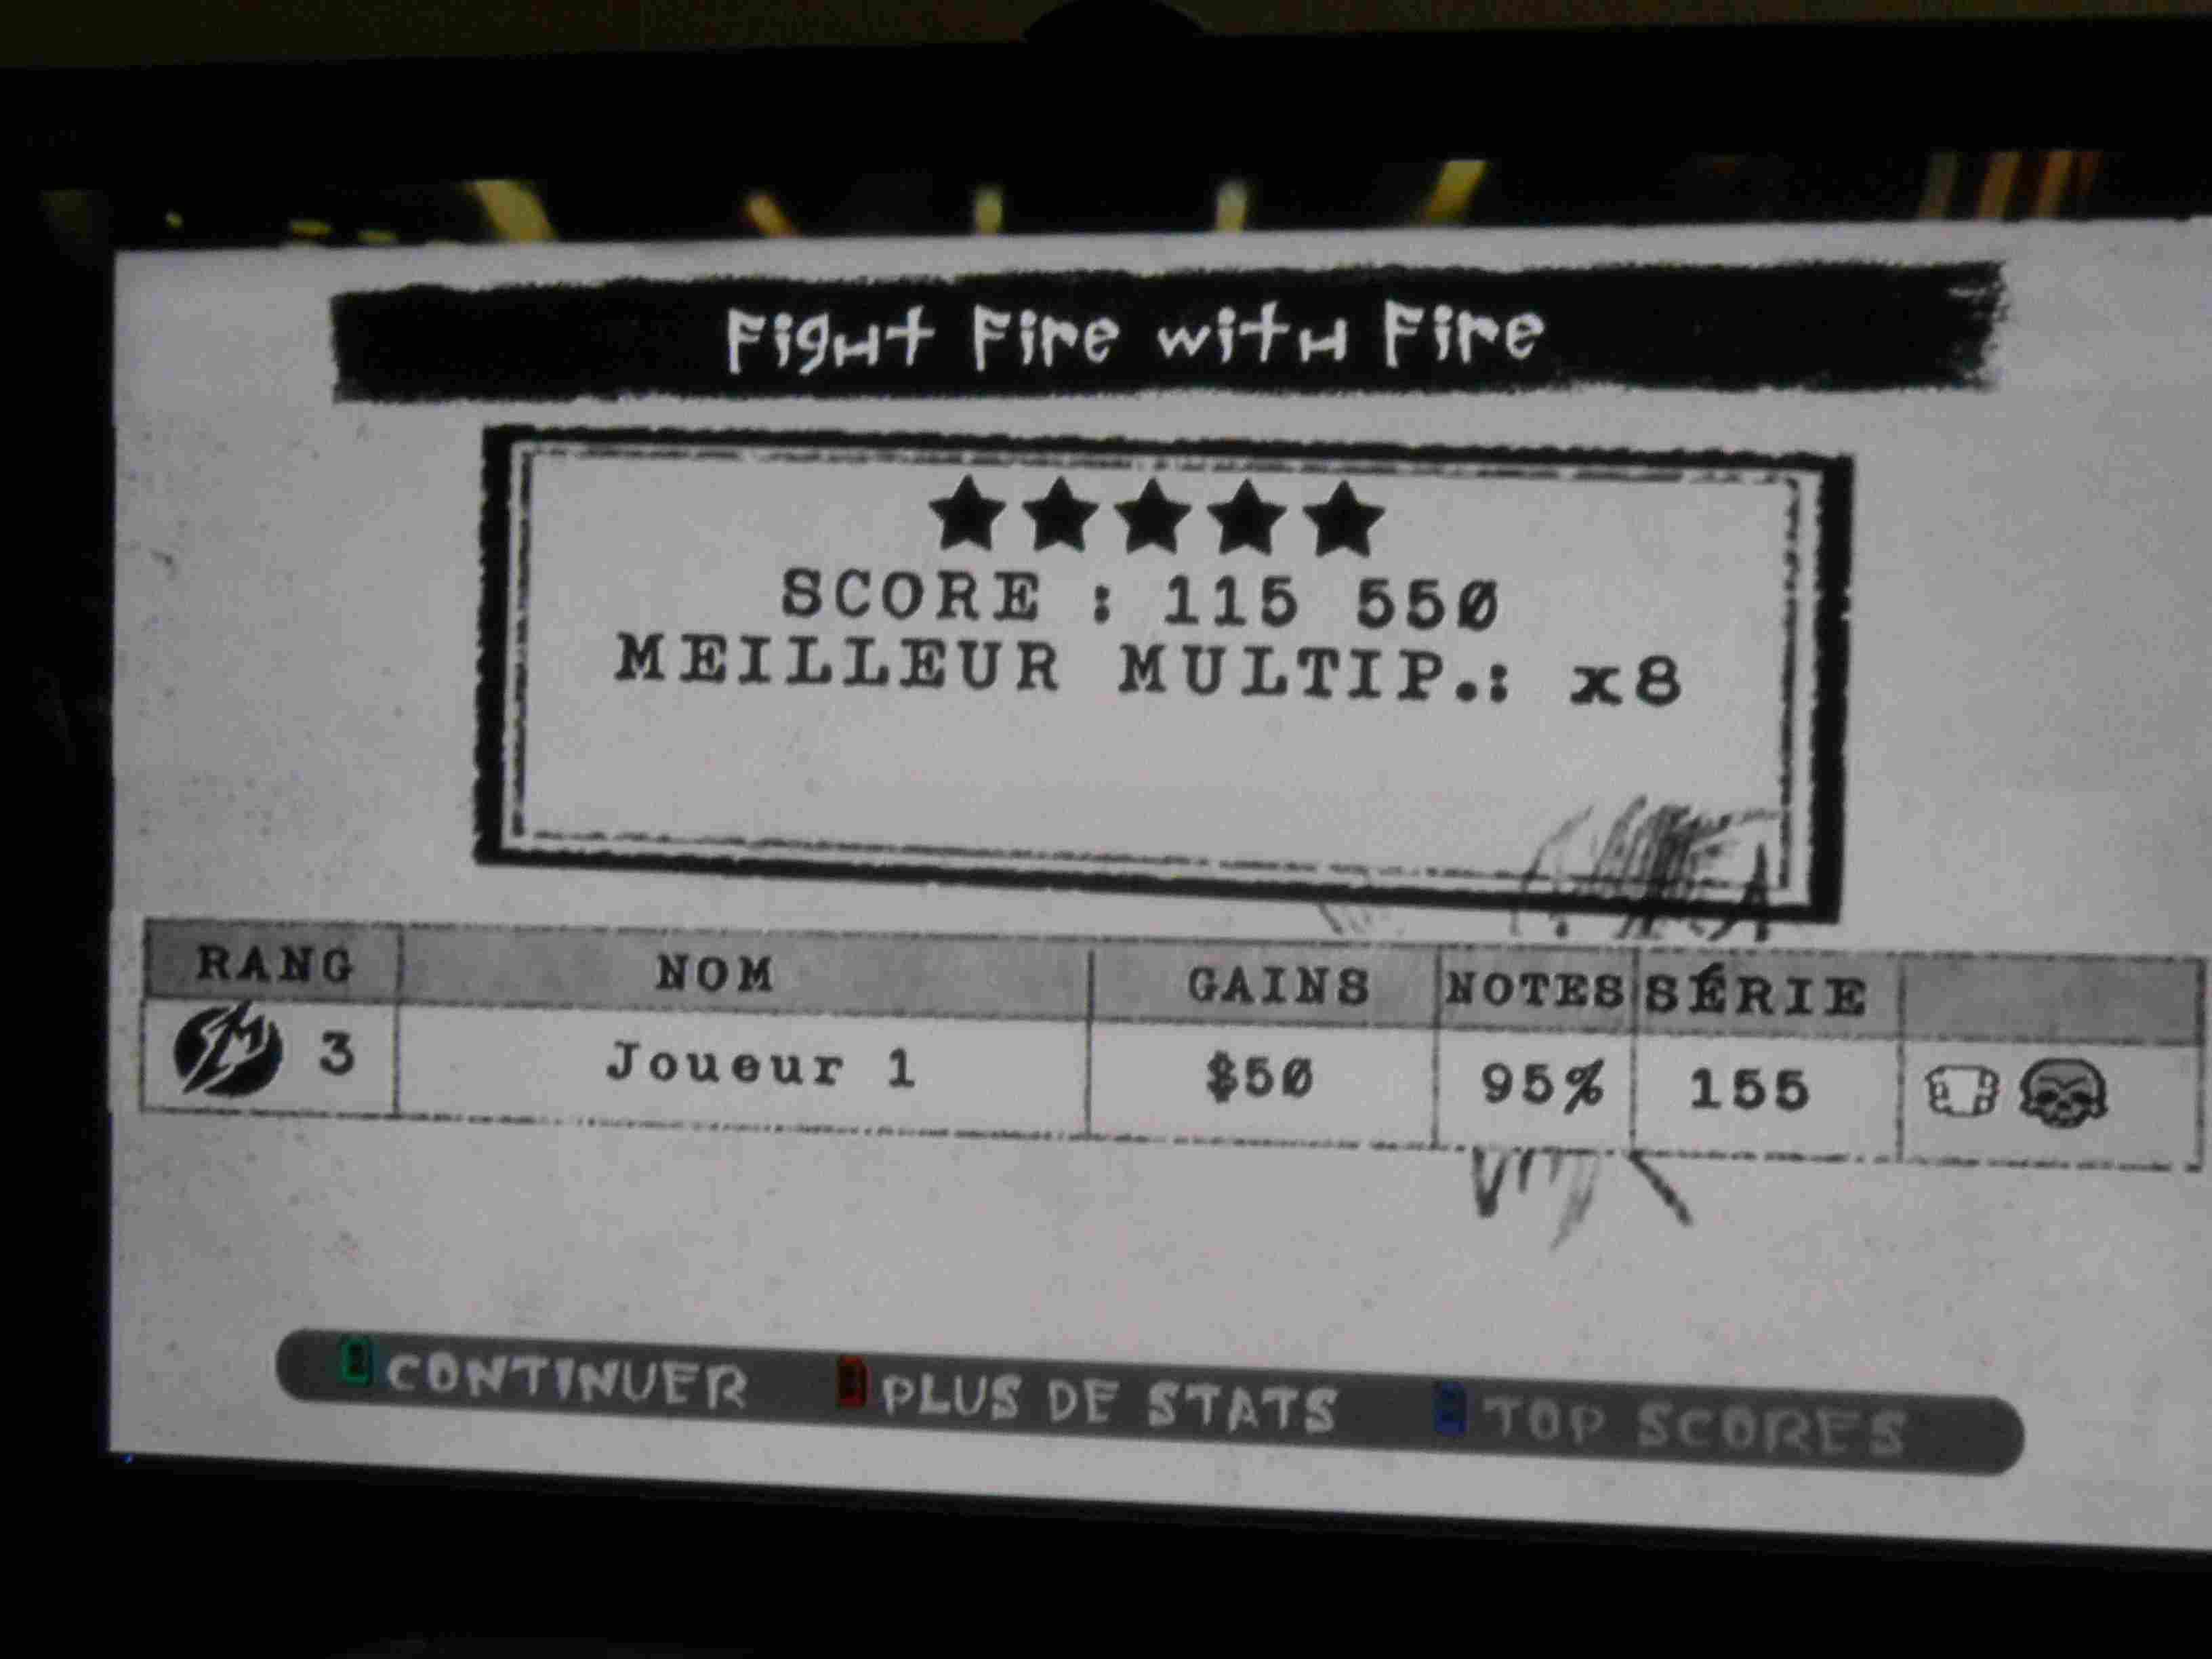 Fight Fire with Fire
SCORE : 115 550
MEILLEUR MULTIP.: x8
RANG NOM GAINS NOTES SÉRIE
3 Joueur 1 $50 95% 155
CONTINUER PLUS DE STATS TOP SCORES